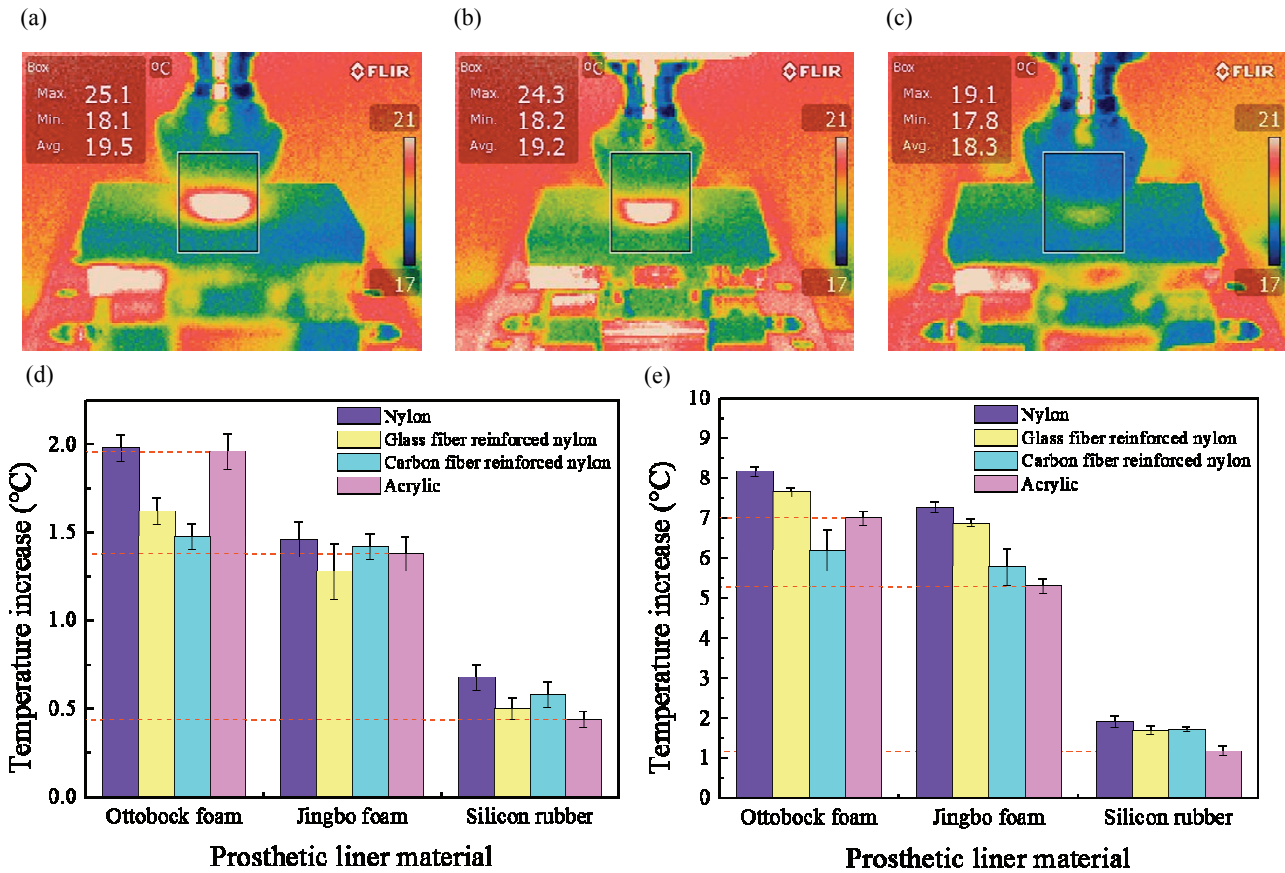 (a)
(b)
(c)
Box
°C
FLIR
Max. 25.1
Min. 18.1
Avg. 19.5
21
17
Box
°C
FLIR
Max. 24.3
Min. 18.2
Avg. 19.2
21
17
Box
°C
FLIR
Max. 19.1
Min. 17.8
Avg. 18.3
21
17
(d)
Temperature increase (°C)
2.0
1.5
1.0
0.5
0.0
Nylon
Glass fiber reinforced nylon
Carbon fiber reinforced nylon
Acrylic
Ottobock foam
Jingbo foam
Silicon rubber
Prosthetic liner material
(e)
Temperature increase (°C)
10
9
8
7
6
5
4
3
2
1
0
Nylon
Glass fiber reinforced nylon
Carbon fiber reinforced nylon
Acrylic
Ottobock foam
Jingbo foam
Silicon rubber
Prosthetic liner material